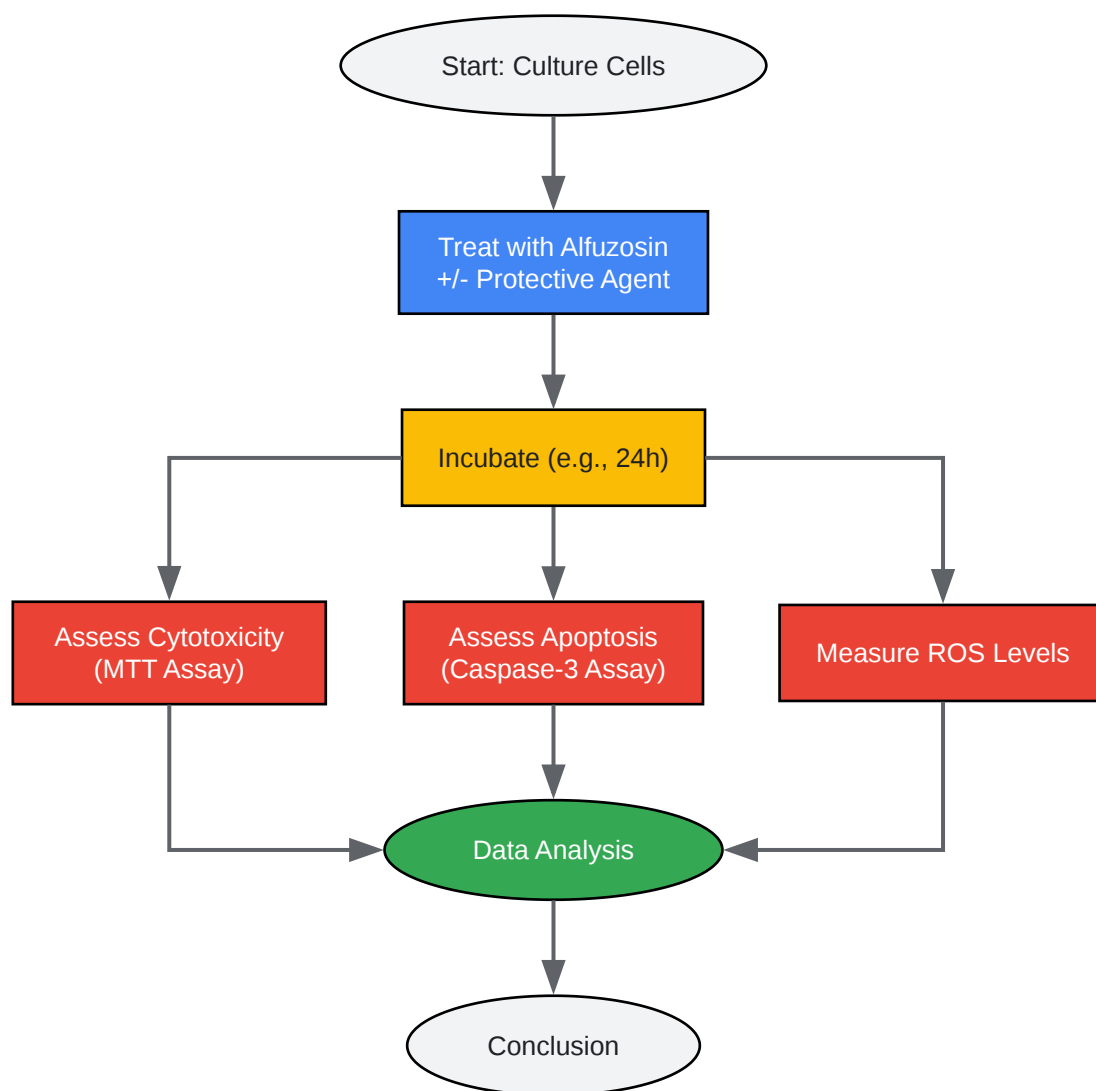 Start: Culture Cells
Treat with Alfuzosin
+/- Protective Agent
Incubate (e.g., 24h)
Assess Cytotoxicity
(MTT Assay)
Assess Apoptosis
(Caspase-3 Assay)
Measure ROS Levels
Data Analysis
Conclusion